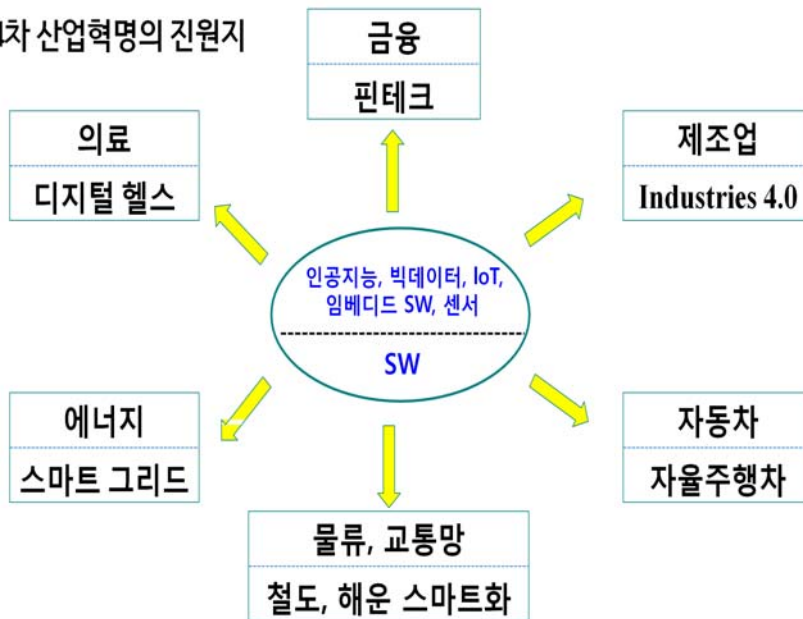 4차 산업혁명의 진원지
금융
핀테크
의료
디지털 헬스
제조업
Industries 4.0
인공지능, 빅데이터, IoT,
임베디드 SW, 센서
SW
에너지
스마트 그리드
자동차
자율주행차
물류, 교통망
철도, 해운 스마트화